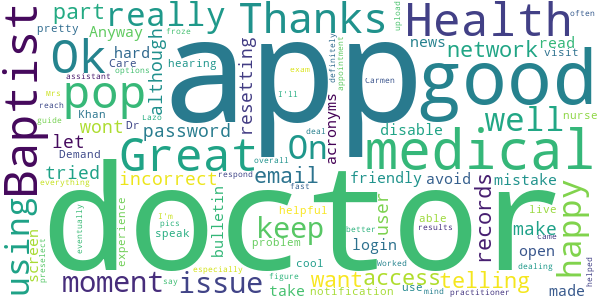 part
really
Thanks
Health
Baptist
Ok
pop
Anyway
although
hard
hearing
news
network
read
upload
often
pretty
froze
assistant
options
Care
Mrs
reach
guide
Khan
Dr
Lazo
resetting
acronyms
definitely
appointment
exam
I'll
deal
Carmen
visit
nurse
app
good
wont
let
Demand
password
Great
On
disable
well
medical
tried
incorrect
email
overall
respond
fast
friendly
avoid
mistake
everything
doctor
using
screen
preselect
experience
eventually
I'm
pics
speak
say
bulletin
problem
helpful
keep
cool
figure
user
login
able
better
results
Worked
records
make
open
live
came
dealing
happy
helped
moment
issue
especially
take
notification
want
access
use
mind
telling
practitioner
made